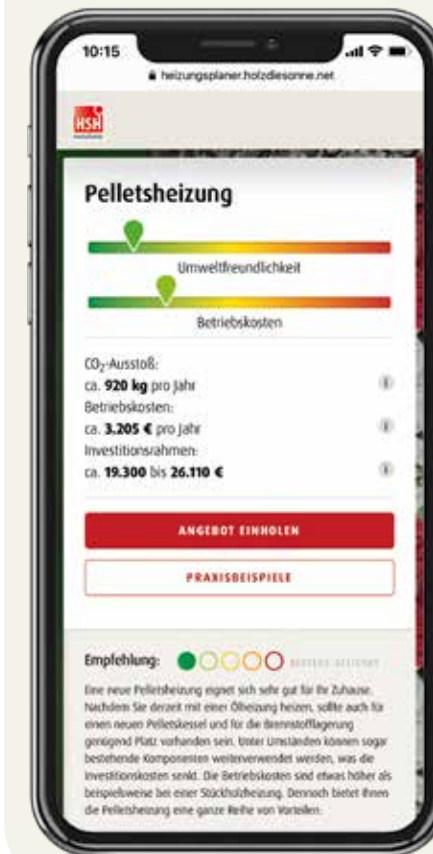 10:15
heizungsplaner.holzdiesonne.net
HSH
Pelletsheizung
Umweltfreundlichkeit
Betriebskosten
CO₂-Ausstoß:
ca. 920 kg pro Jahr
Betriebskosten:
ca. 3.205 € pro Jahr
Investitionsrahmen:
ca. 19.300 bis 26.110 €
ANGEBOT EINHOLEN
PRAXISBEISPIELE
Empfehlung:
Eine neue Pelletsheizung eignet sich sehr gut für Ihr Zuhause.
Nachdem Sie derzeit mit einer Ölheizung heizen, sollte auch für
einen neuen Pelletskessel und für die Brennstofflagerung
genügend Platz vorhanden sein. Unter Umständen können sogar
bestehende Komponenten weiterverwendet werden, was die
Investitionskosten senkt. Die Betriebskosten sind etwas höher als
beispielsweise bei einer Stückholzheizung. Dennoch bietet Ihnen
die Pelletsheizung eine ganze Reihe von Vorteilen: